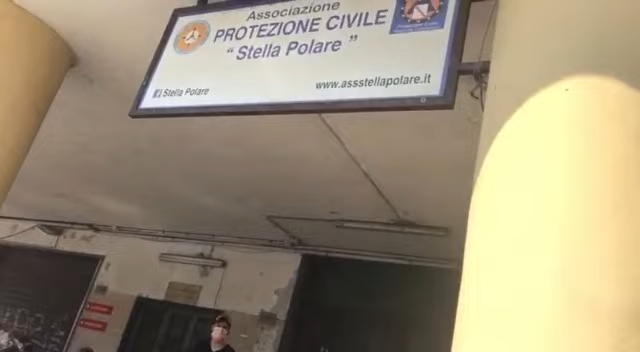 Associazione
PROTEZIONE CIVILE
“ Stella Polare ”
www.assstellapolare.it
Stella Polare